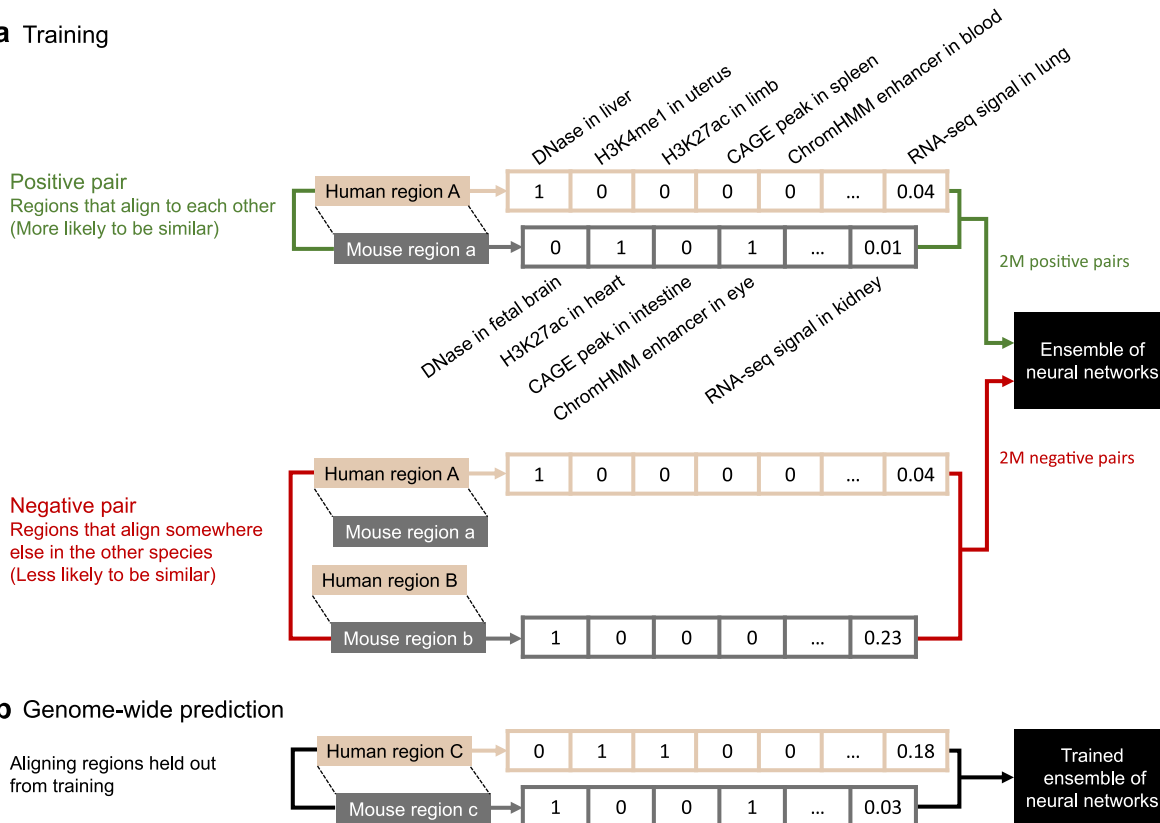 a Training
DNase in liver
H3K4me1 in uterus
H3K27ac in limb
CAGE peak in spleen
ChromHMM enhancer in blood
RNA-seq signal in lung
Positive pair
Regions that align to each other
(More likely to be similar)
Human region A
1 0 0 0 0 ... 0.04
Mouse region a
0 1 0 1 ... 0.01
DNase in fetal brain
H3K27ac in heart
CAGE peak in intestine
ChromHMM enhancer in eye
RNA-seq signal in kidney
2M positive pairs
Ensemble of
neural networks
2M negative pairs
Negative pair
Regions that align somewhere
else in the other species
(Less likely to be similar)
Human region A
1 0 0 0 0 ... 0.04
Mouse region a
Human region B
Mouse region b
1 0 0 0 ... 0.23
b Genome-wide prediction
Aligning regions held out
from training
Human region C
0 1 1 0 0 ... 0.18
Mouse region c
1 0 0 1 ... 0.03
Trained
ensemble of
neural networks